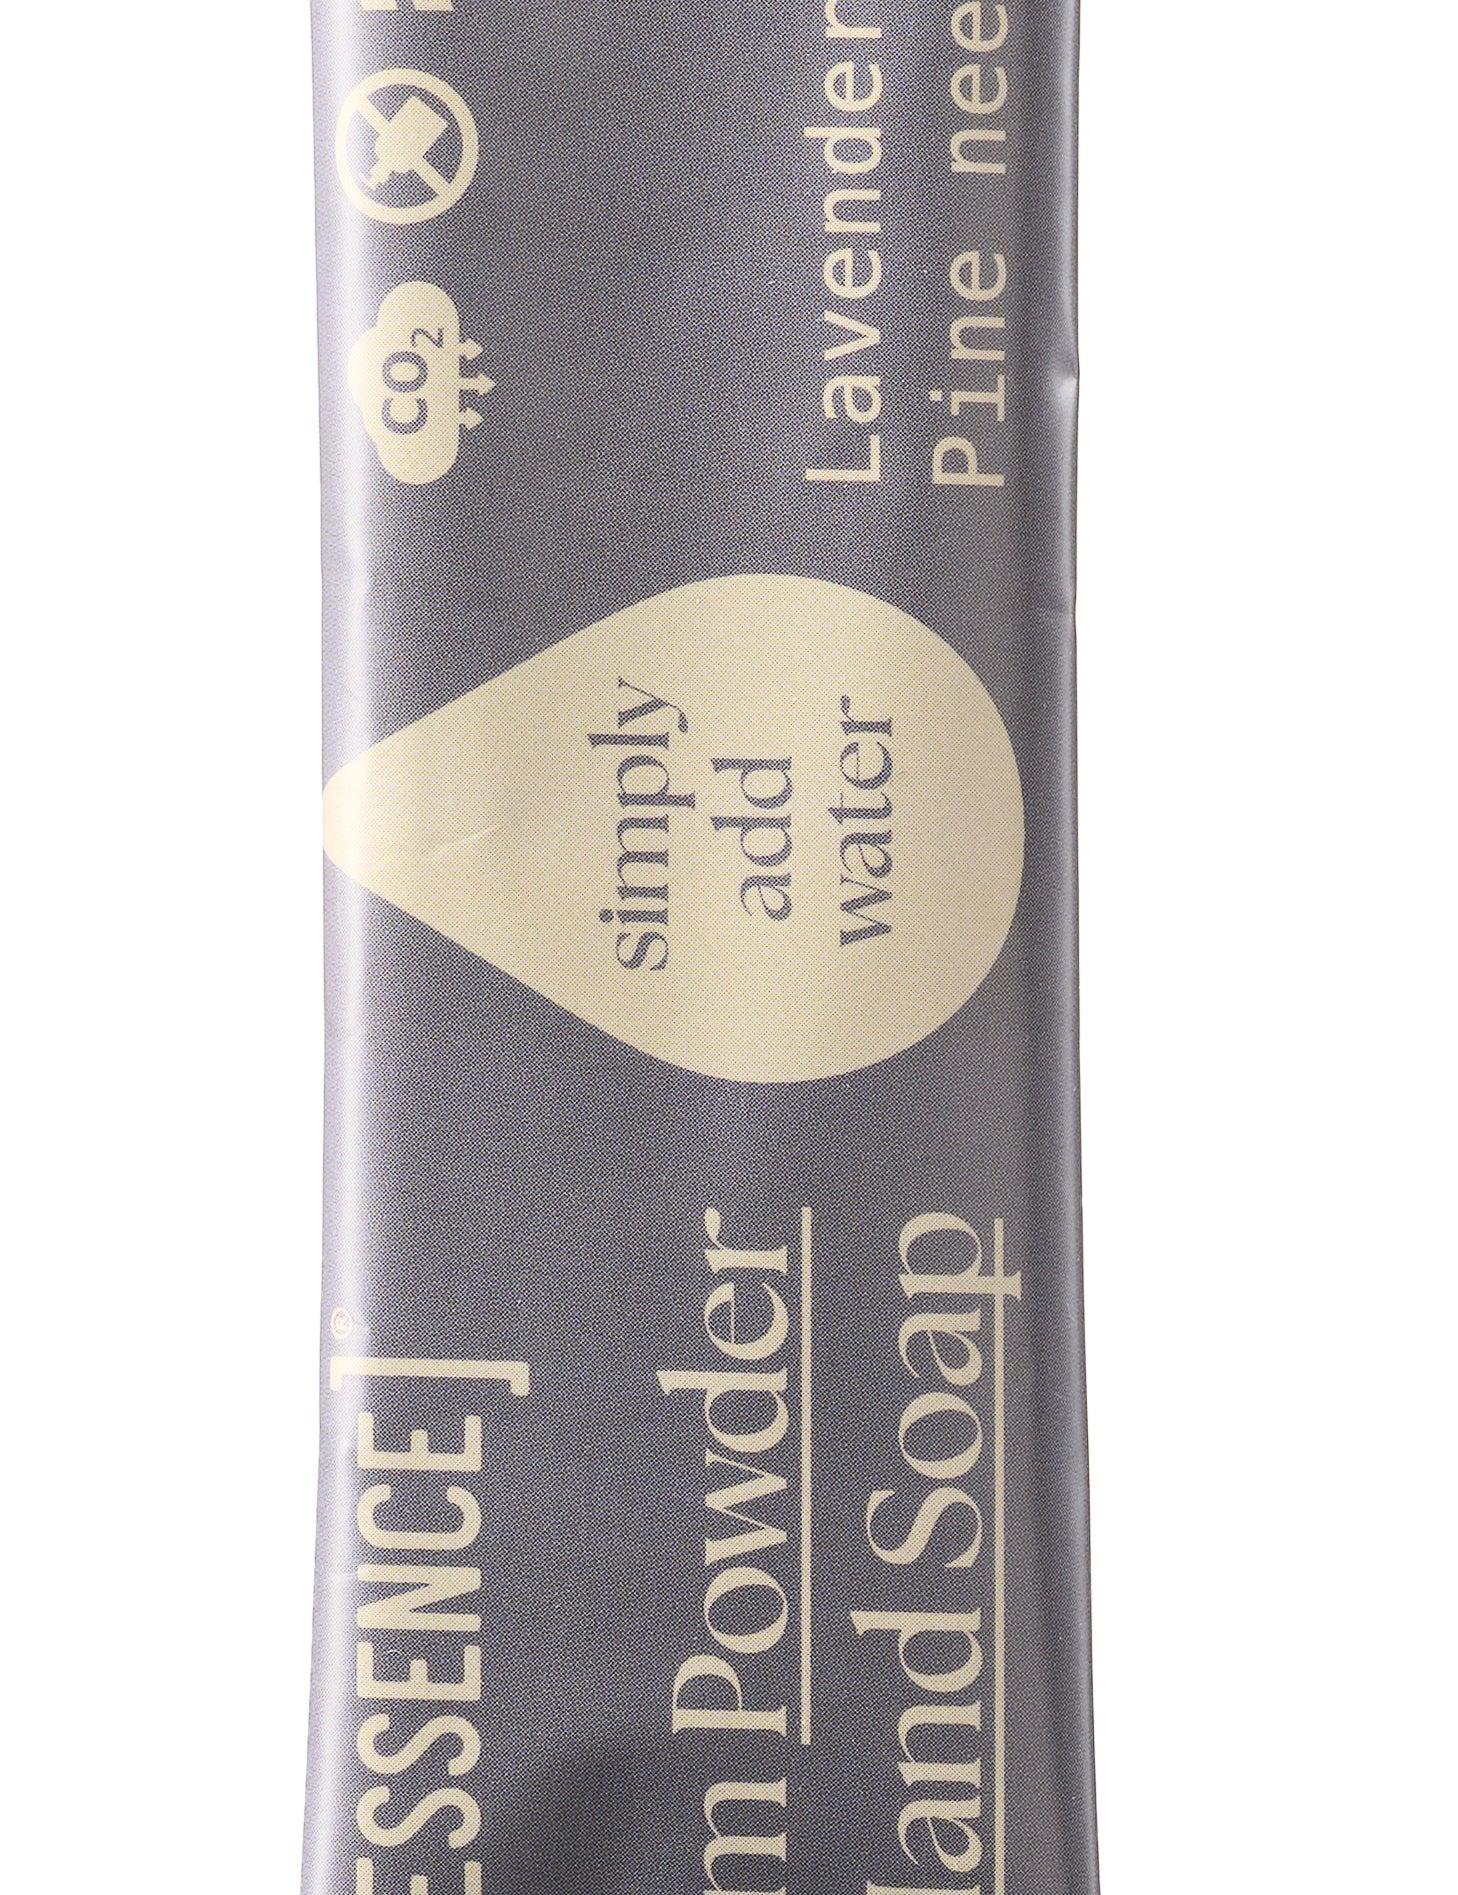 ESSENCE]®
m Powder
and Soap
simply
add
water
CO2
Lavender
Pine nee